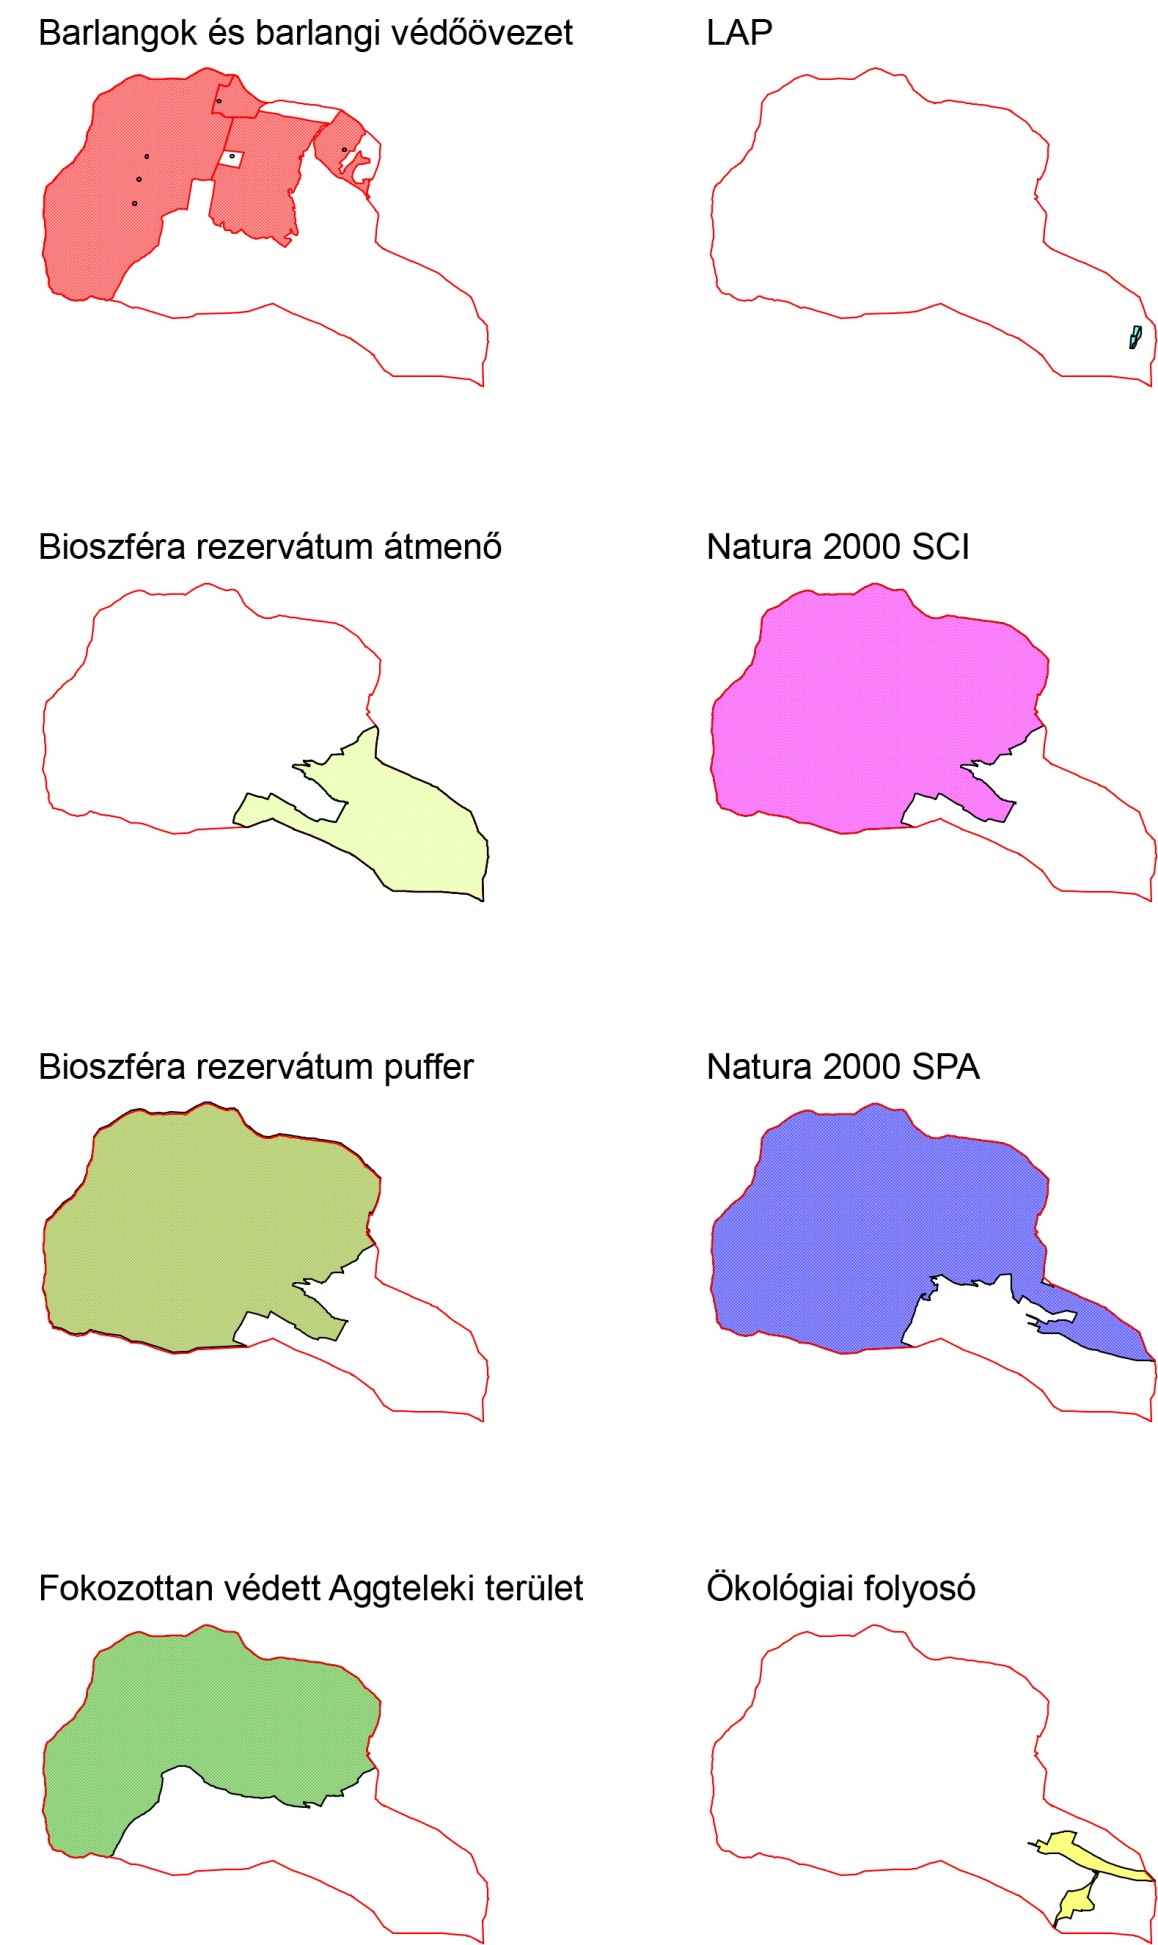 Barlangok és barlangi védőövezet
LAP
Bioszféra rezervátum átmenő
Natura 2000 SCI
Bioszféra rezervátum puffer
Natura 2000 SPA
Fokozottan védett Aggteleki terület
Ökológiai folyosó